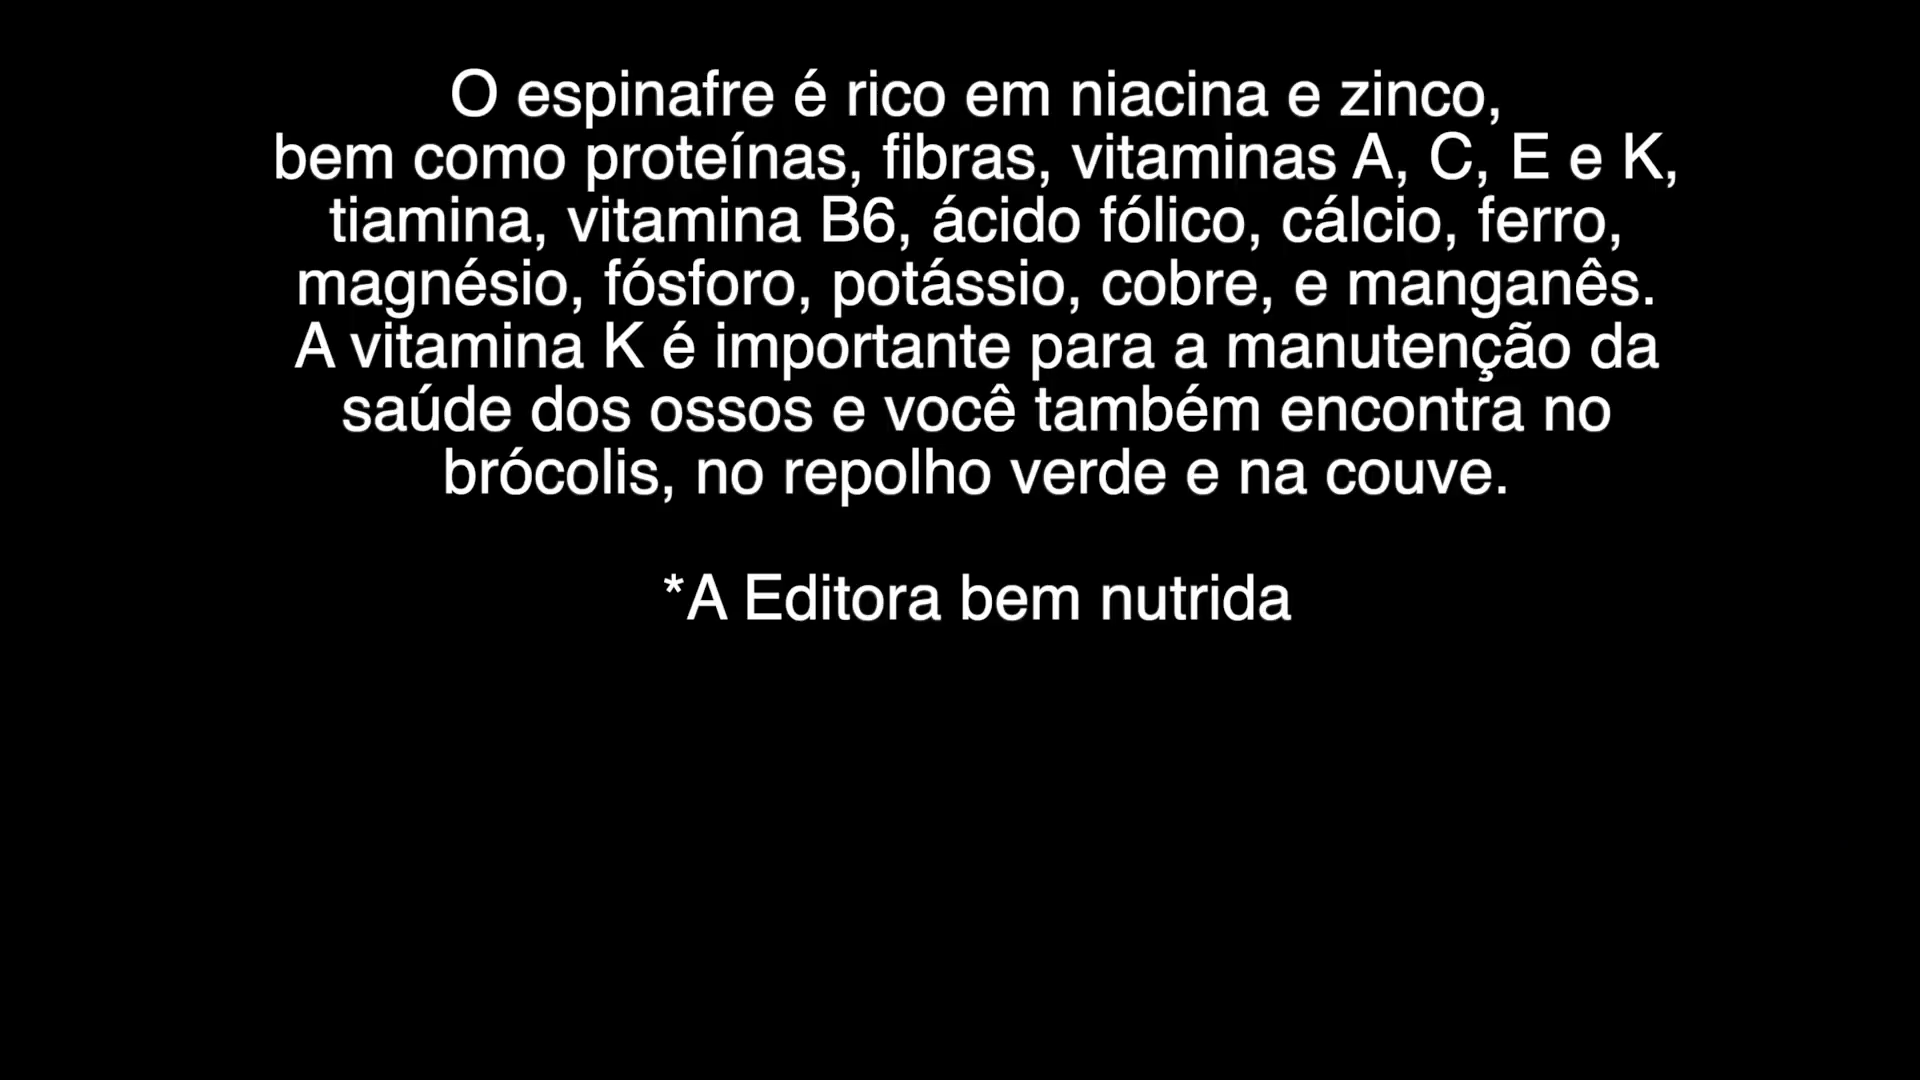 O espinafre é rico em niacina e zinco,
bem como proteínas, fibras, vitaminas A, C, E e K,
tiamina, vitamina B6, ácido fólico, cálcio, ferro,
magnésio, fósforo, potássio, cobre, e manganês.
A vitamina K é importante para a manutenção da
saúde dos ossos e você também encontra no
brócolis, no repolho verde e na couve.
*A Editora bem nutrida